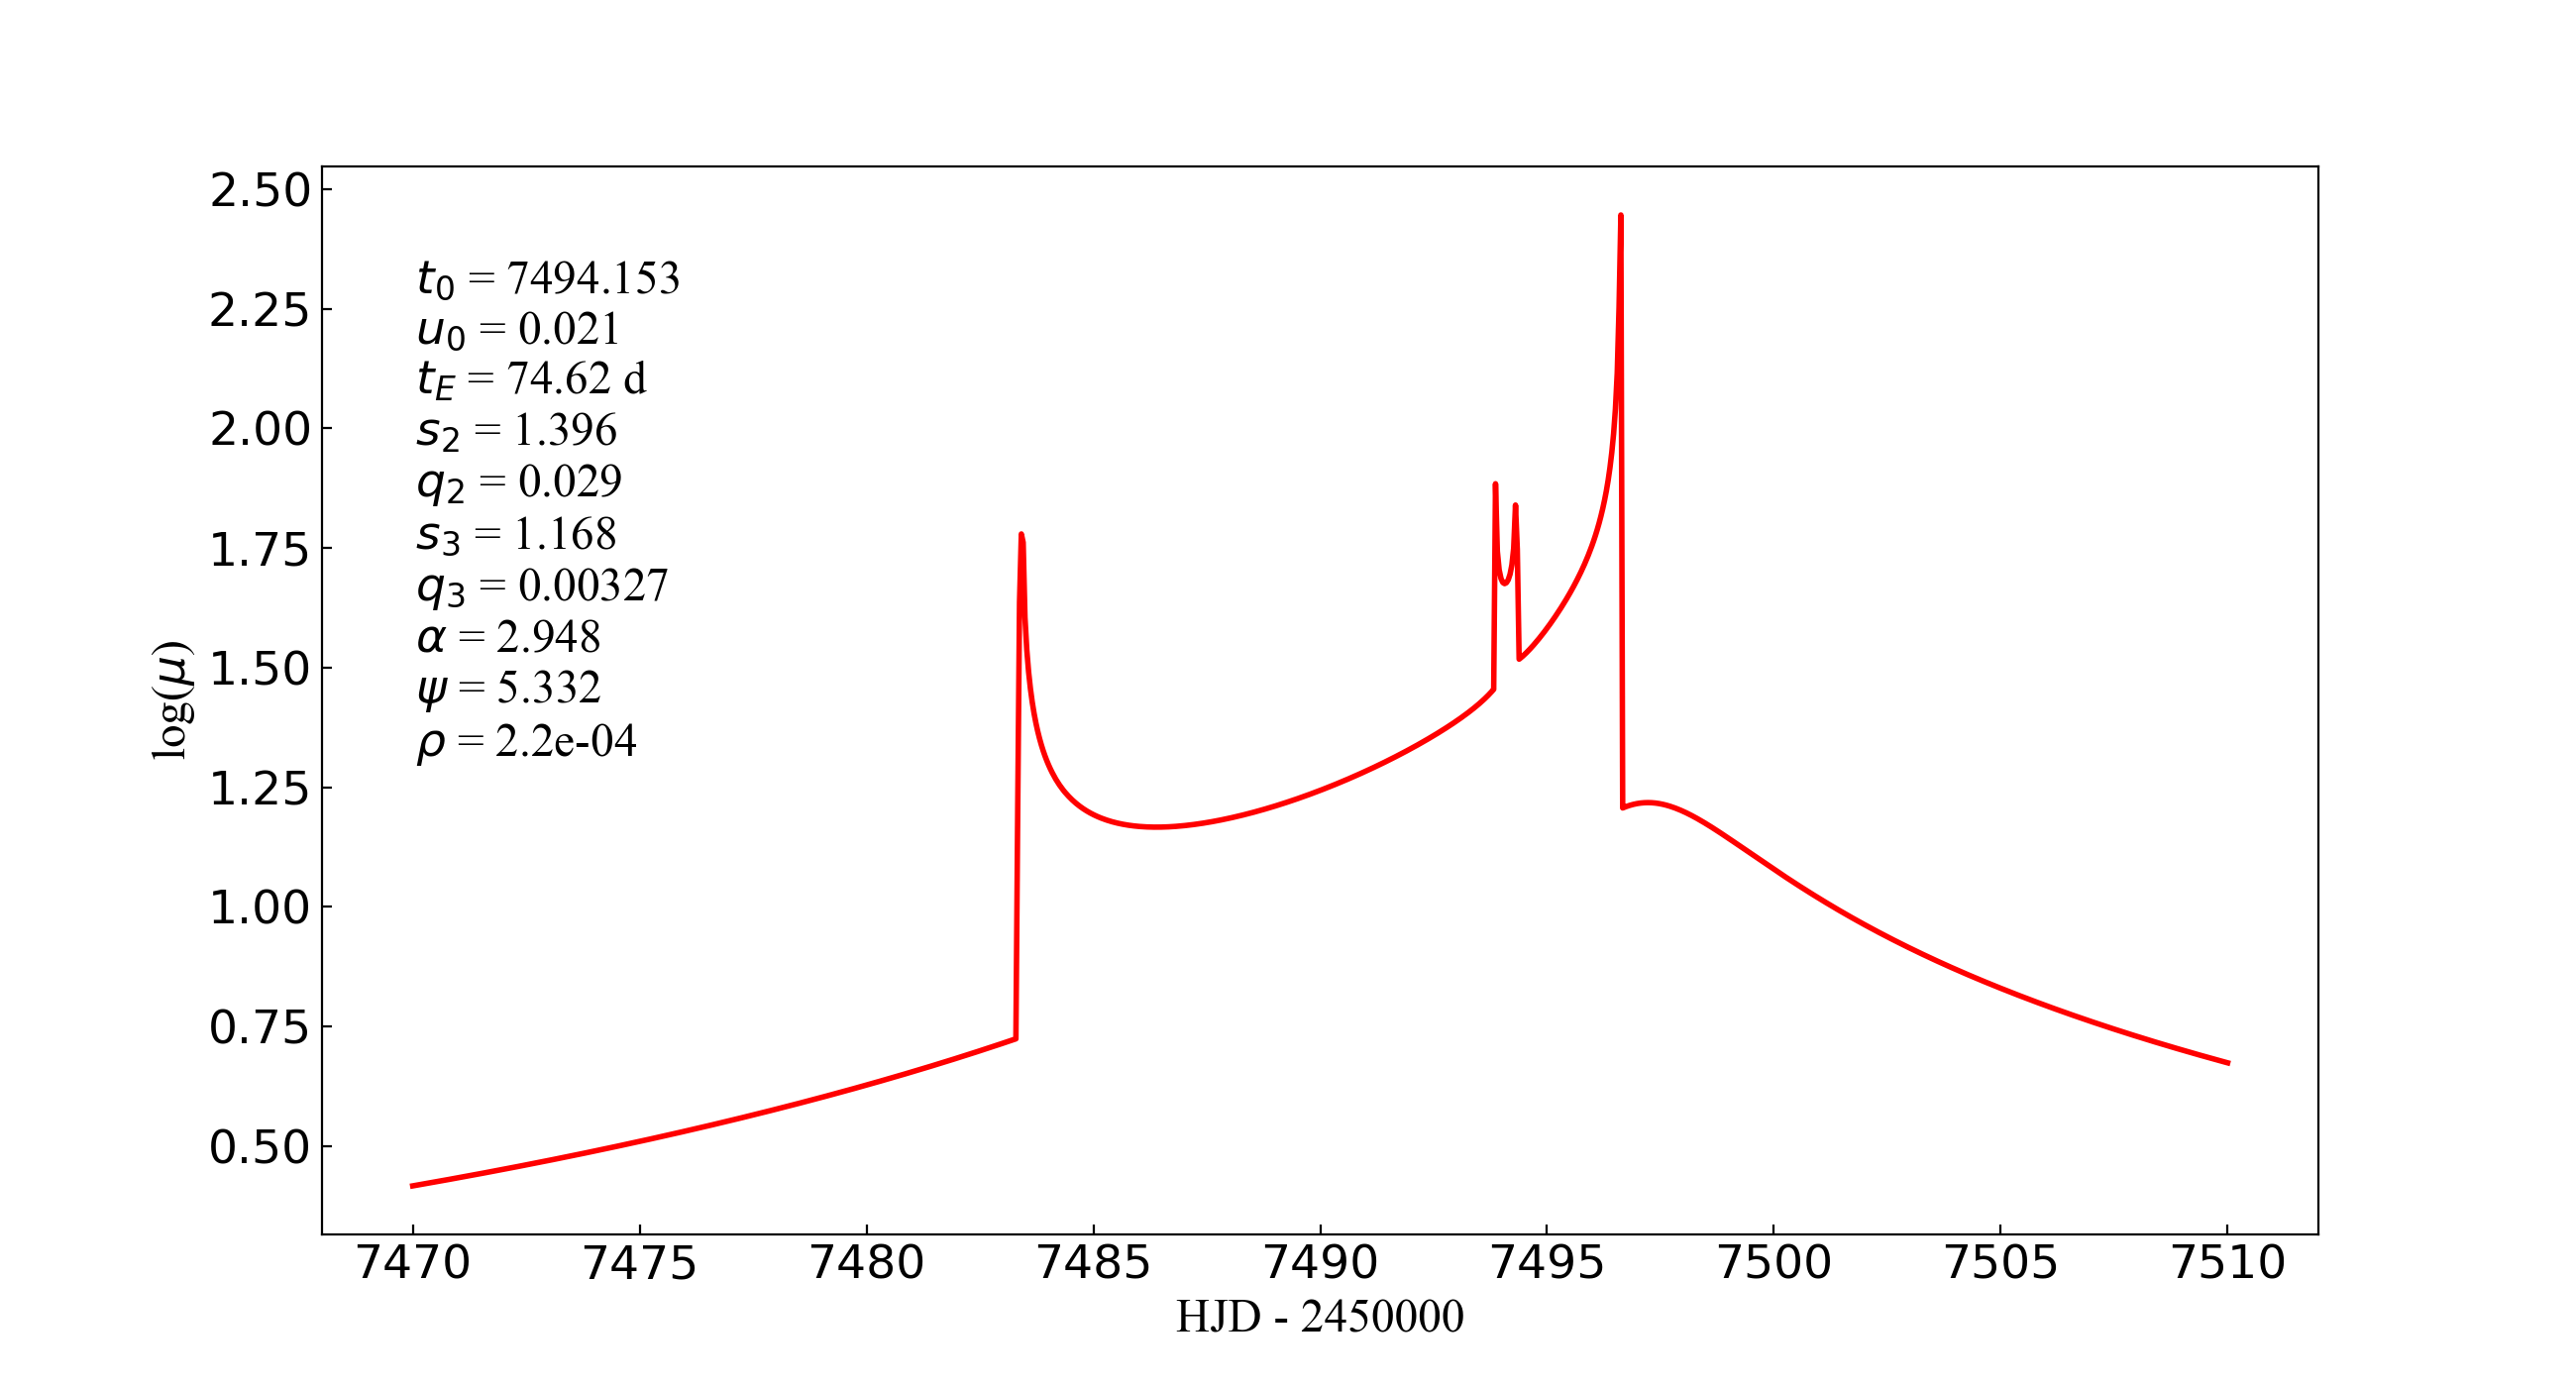 2.50
2.25
2.00
1.75
1.50
1.25
1.00
0.75
0.50
log(μ)
t₀ = 7494.153
u₀ = 0.021
t_E = 74.62 d
s₂ = 1.396
q₂ = 0.029
s₃ = 1.168
q₃ = 0.00327
α = 2.948
ψ = 5.332
ρ = 2.2e-04
7470 7475 7480 7485 7490 7495 7500 7505 7510
HJD - 2450000